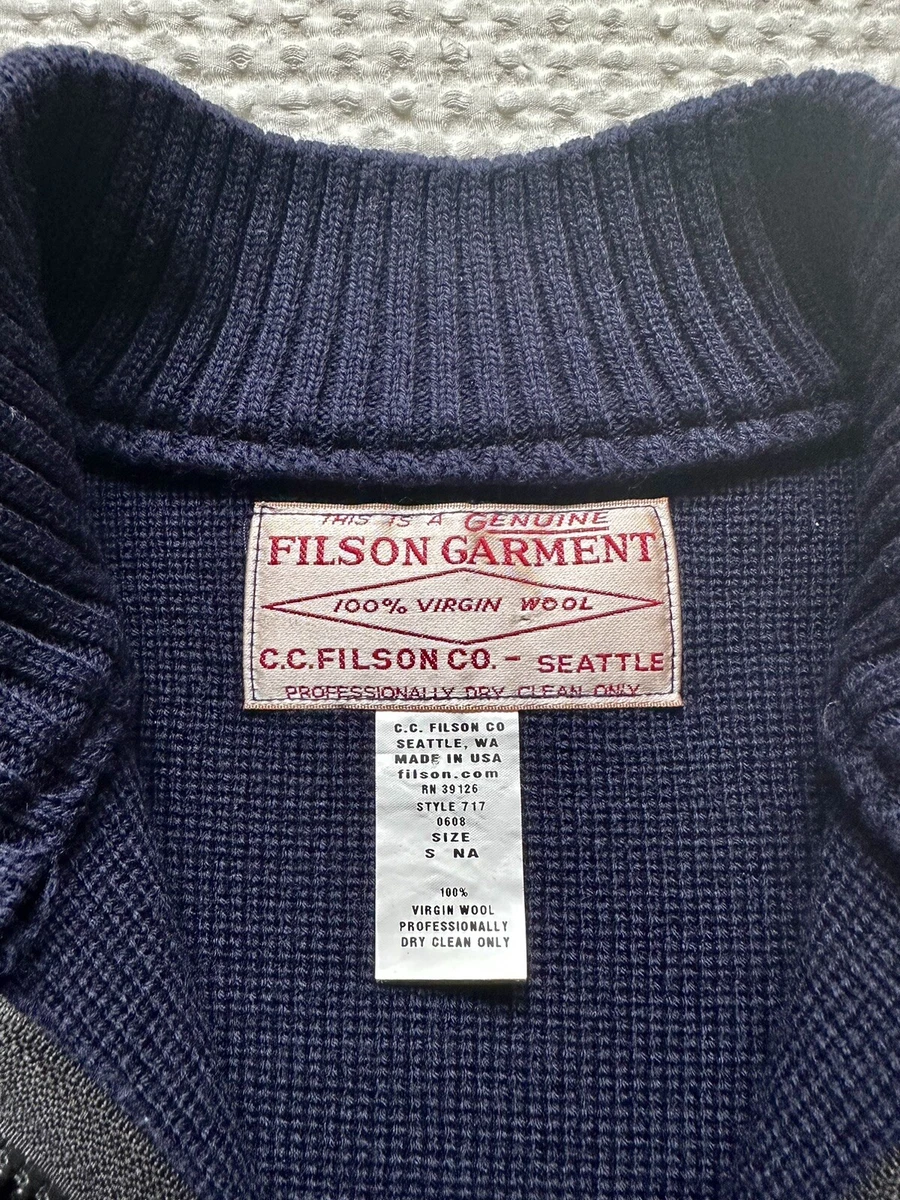 THIS IS A GENUINE
FILSON GARMENT
100% VIRGIN WOOL
C.C.FILSON CO. - SEATTLE
PROFESSIONALLY DRY CLEAN ONLY
C.C. FILSON CO
SEATTLE, WA
MADE IN USA
filson.com
RN 39126
STYLE 717
0608
SIZE
S NA
100%
VIRGIN WOOL
PROFESSIONALLY
DRY CLEAN ONLY